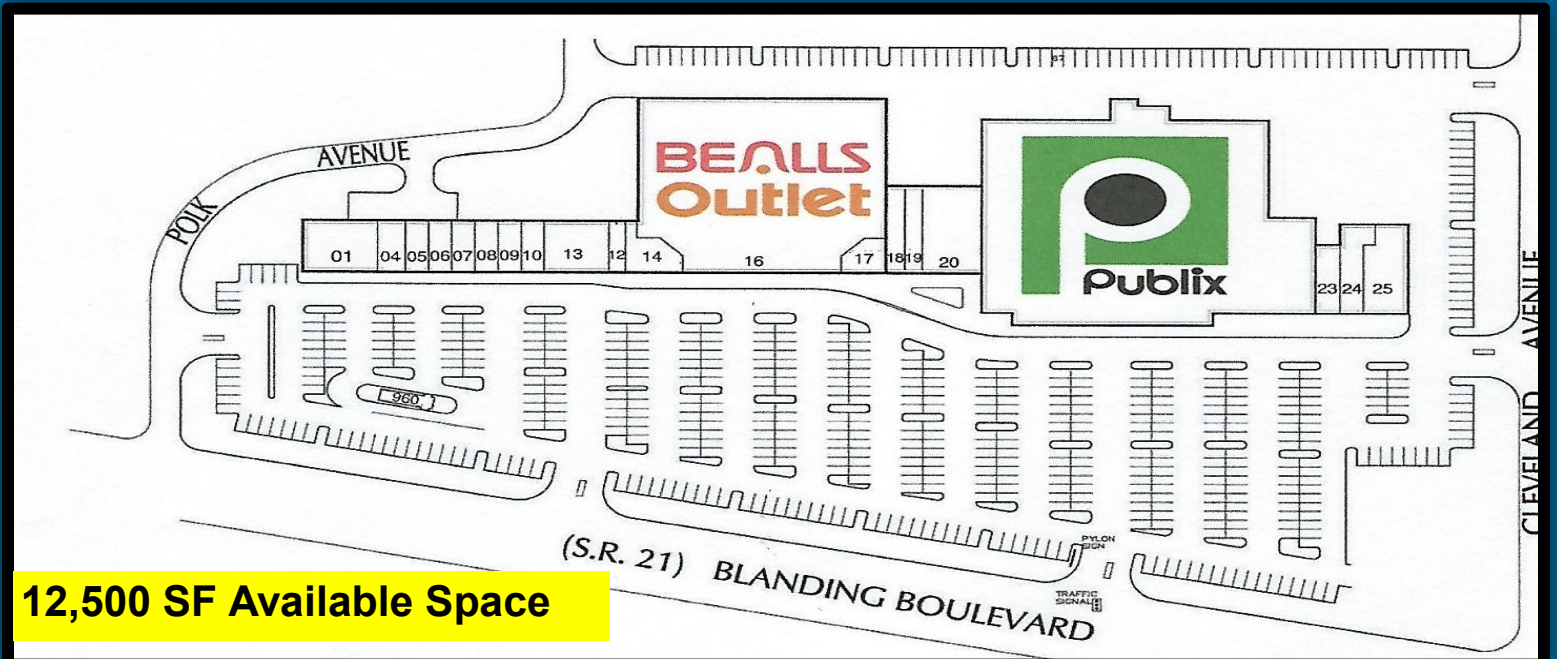 87
AVENUE
POLK
BEALLS
Outlet
P
Publix
01 04 05 06 07 08 09 10 13 12 14 16 17 18 19 20 23 24 25
960
CLEVELAND AVENUE
PYLON
SIGN
TRAFFIC
SIGNAL
(S.R. 21) BLANDING BOULEVARD
12,500 SF Available Space